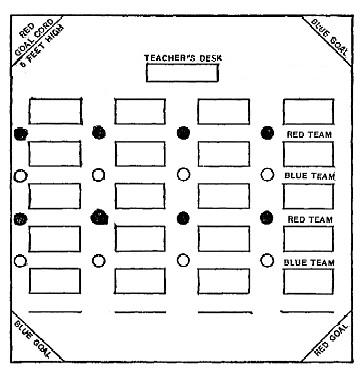 RED
GOAL CORD
8 FEET HIGH
BLUE GOAL
TEACHER'S DESK
RED TEAM
BLUE TEAM
RED TEAM
BLUE TEAM
BLUE GOAL
RED GOAL